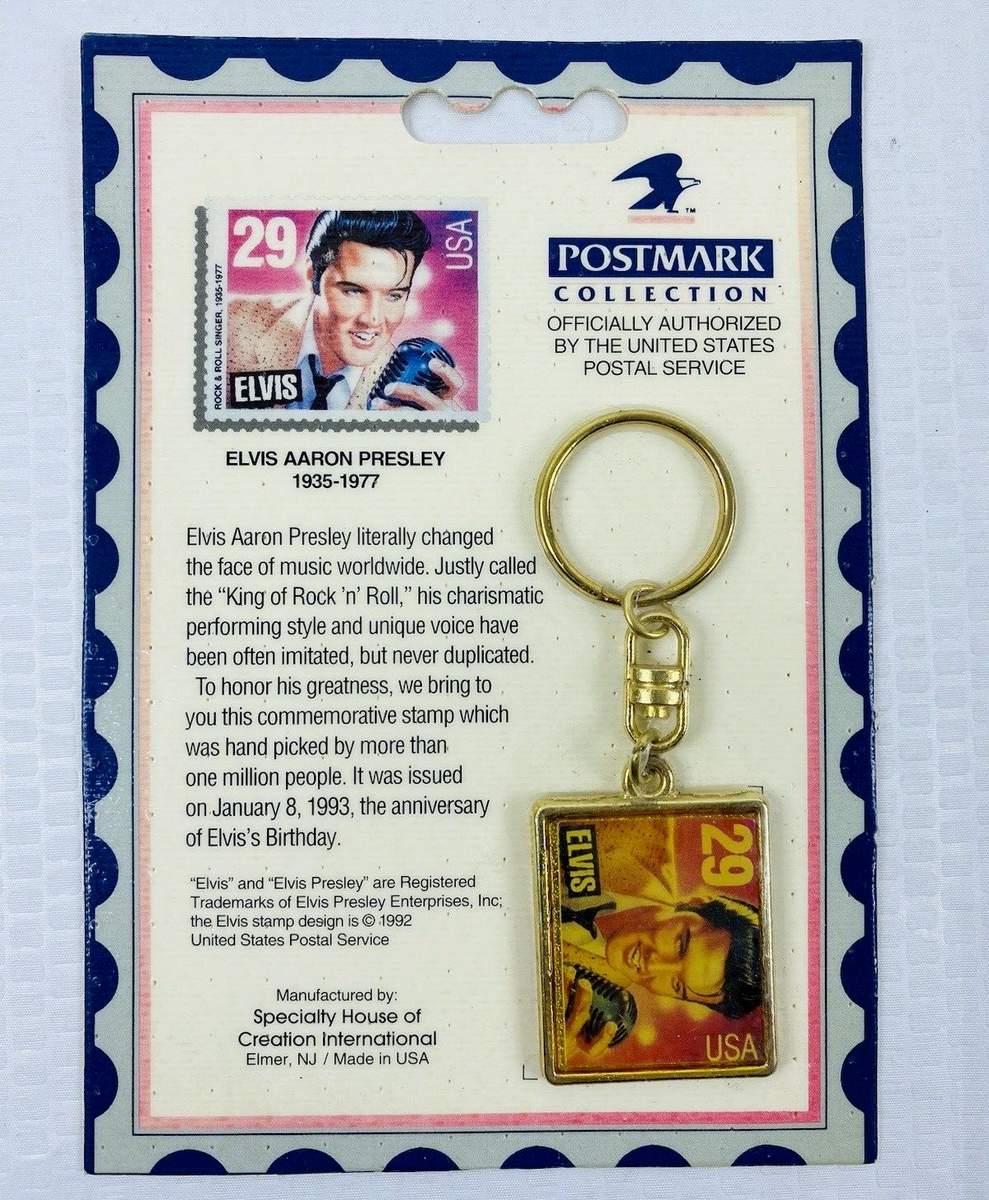 29
USA
ROCK & ROLL SINGER, 1935-1977
ELVIS
ELVIS AARON PRESLEY
1935-1977
Elvis Aaron Presley literally changed
the face of music worldwide. Justly called
the “King of Rock ’n’ Roll,” his charismatic
performing style and unique voice have
been often imitated, but never duplicated.
To honor his greatness, we bring to
you this commemorative stamp which
was hand picked by more than
one million people. It was issued
on January 8, 1993, the anniversary
of Elvis’s Birthday.
“Elvis” and “Elvis Presley” are Registered
Trademarks of Elvis Presley Enterprises, Inc;
the Elvis stamp design is © 1992
United States Postal Service
Manufactured by:
Specialty House of
Creation International
Elmer, NJ / Made in USA
TM
POSTMARK
COLLECTION
OFFICIALLY AUTHORIZED
BY THE UNITED STATES
POSTAL SERVICE
29
ELVIS
USA